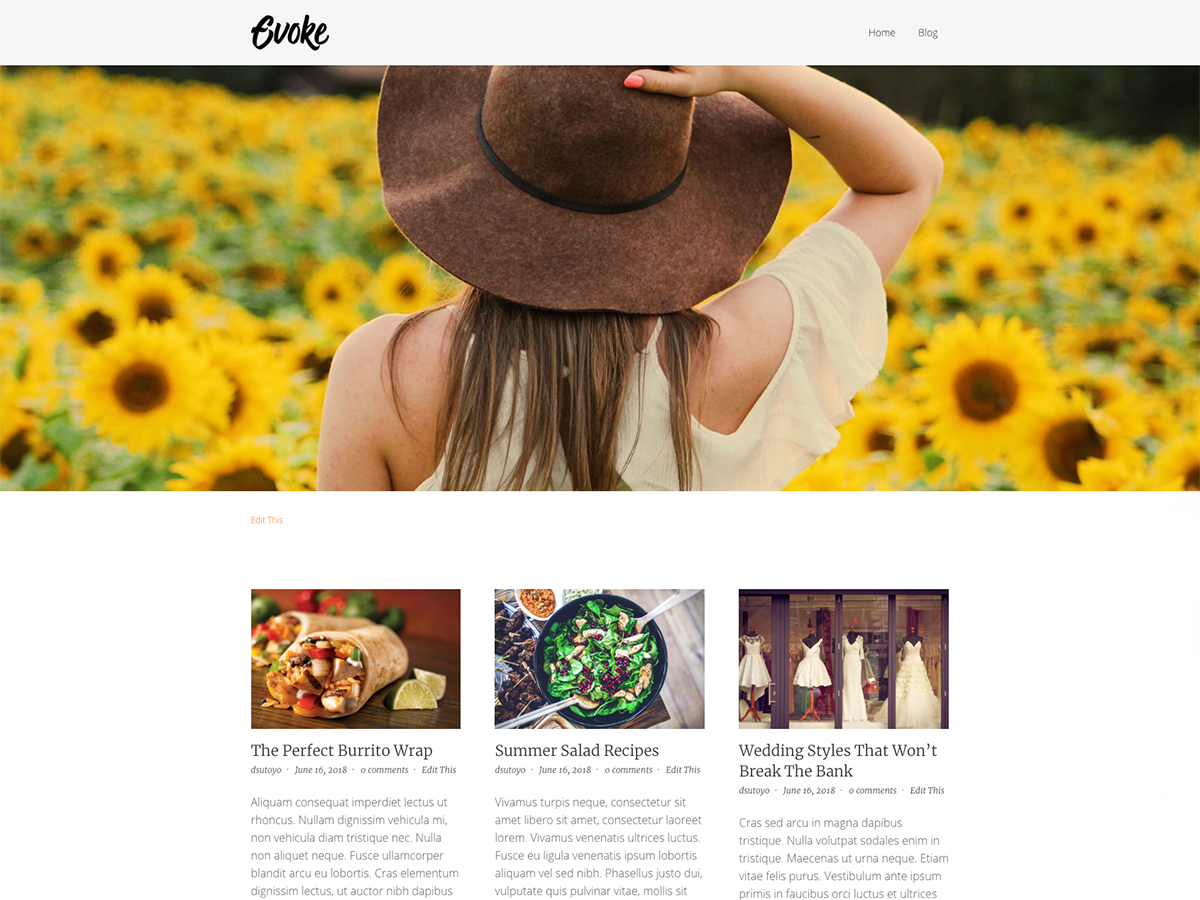 Evoke
Home Blog
Edit This
The Perfect Burrito Wrap
dsutoyo · June 16, 2018 · 0 comments · Edit This
Aliquam consequat imperdiet lectus ut
rhoncus. Nullam dignissim vehicula mi,
non vehicula diam tristique nec. Nulla
non aliquet neque. Fusce ullamcorper
blandit arcu eu lobortis. Cras elementum
dignissim lectus, ut auctor nibh dapibus
Summer Salad Recipes
dsutoyo · June 16, 2018 · 0 comments · Edit This
Vivamus turpis neque, consectetur sit
amet libero sit amet, consectetur laoreet
lorem. Vivamus venenatis ultrices luctus.
Fusce eu ligula venenatis ipsum lobortis
aliquam vel sed nibh. Phasellus justo dui,
vulputate quis pulvinar vitae, mollis sit
Wedding Styles That Won’t
Break The Bank
dsutoyo · June 16, 2018 · 0 comments · Edit This
Cras sed arcu in magna dapibus
tristique. Nulla volutpat sodales enim in
tristique. Maecenas ut urna neque. Etiam
vitae felis purus. Vestibulum ante ipsum
primis in faucibus orci luctus et ultrices